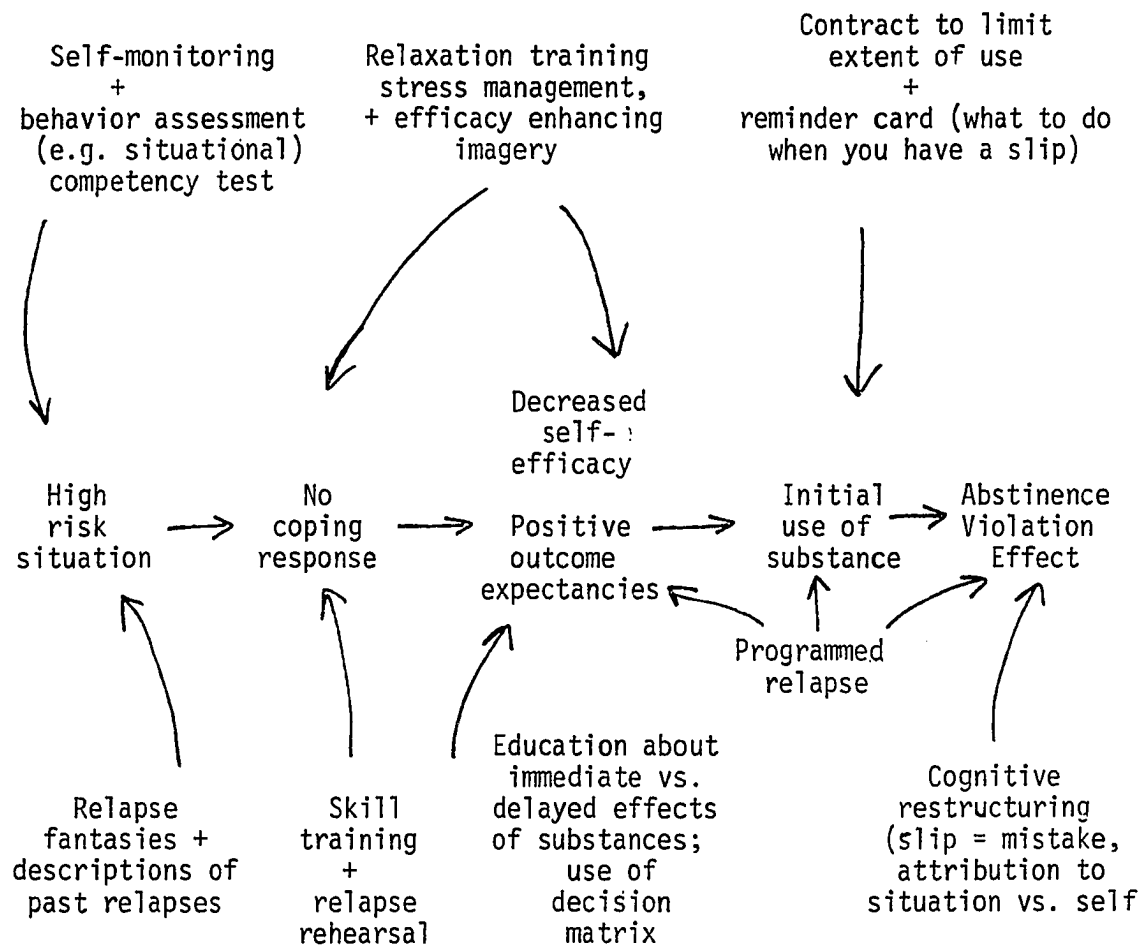 Self-monitoring
+
behavior assessment
(e.g. situational)
competency test
Relaxation training
stress management,
+ efficacy enhancing
imagery
Contract to limit
extent of use
+
reminder card (what to do
when you have a slip)
High
risk
situation
No
coping
response
Decreased
self-
efficacy
Positive
outcome
expectancies
Initial
use of
substance
Abstinence
Violation
Effect
Programmed
relapse
Relapse
fantasies +
descriptions of
past relapses
Skill
training
+
relapse
rehearsal
Education about
immediate vs.
delayed effects
of substances;
use of
decision
matrix
Cognitive
restructuring
(slip = mistake,
attribution to
situation vs. self